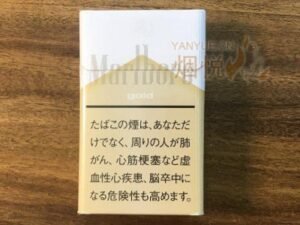 YANYUE.CN
烟悦
Marlboro
gold
たばこの煙は、あなただ
けでなく、周りの人が肺
がん、心筋梗塞など虚
血性心疾患、脳卒中に
なる危険性も高めます。